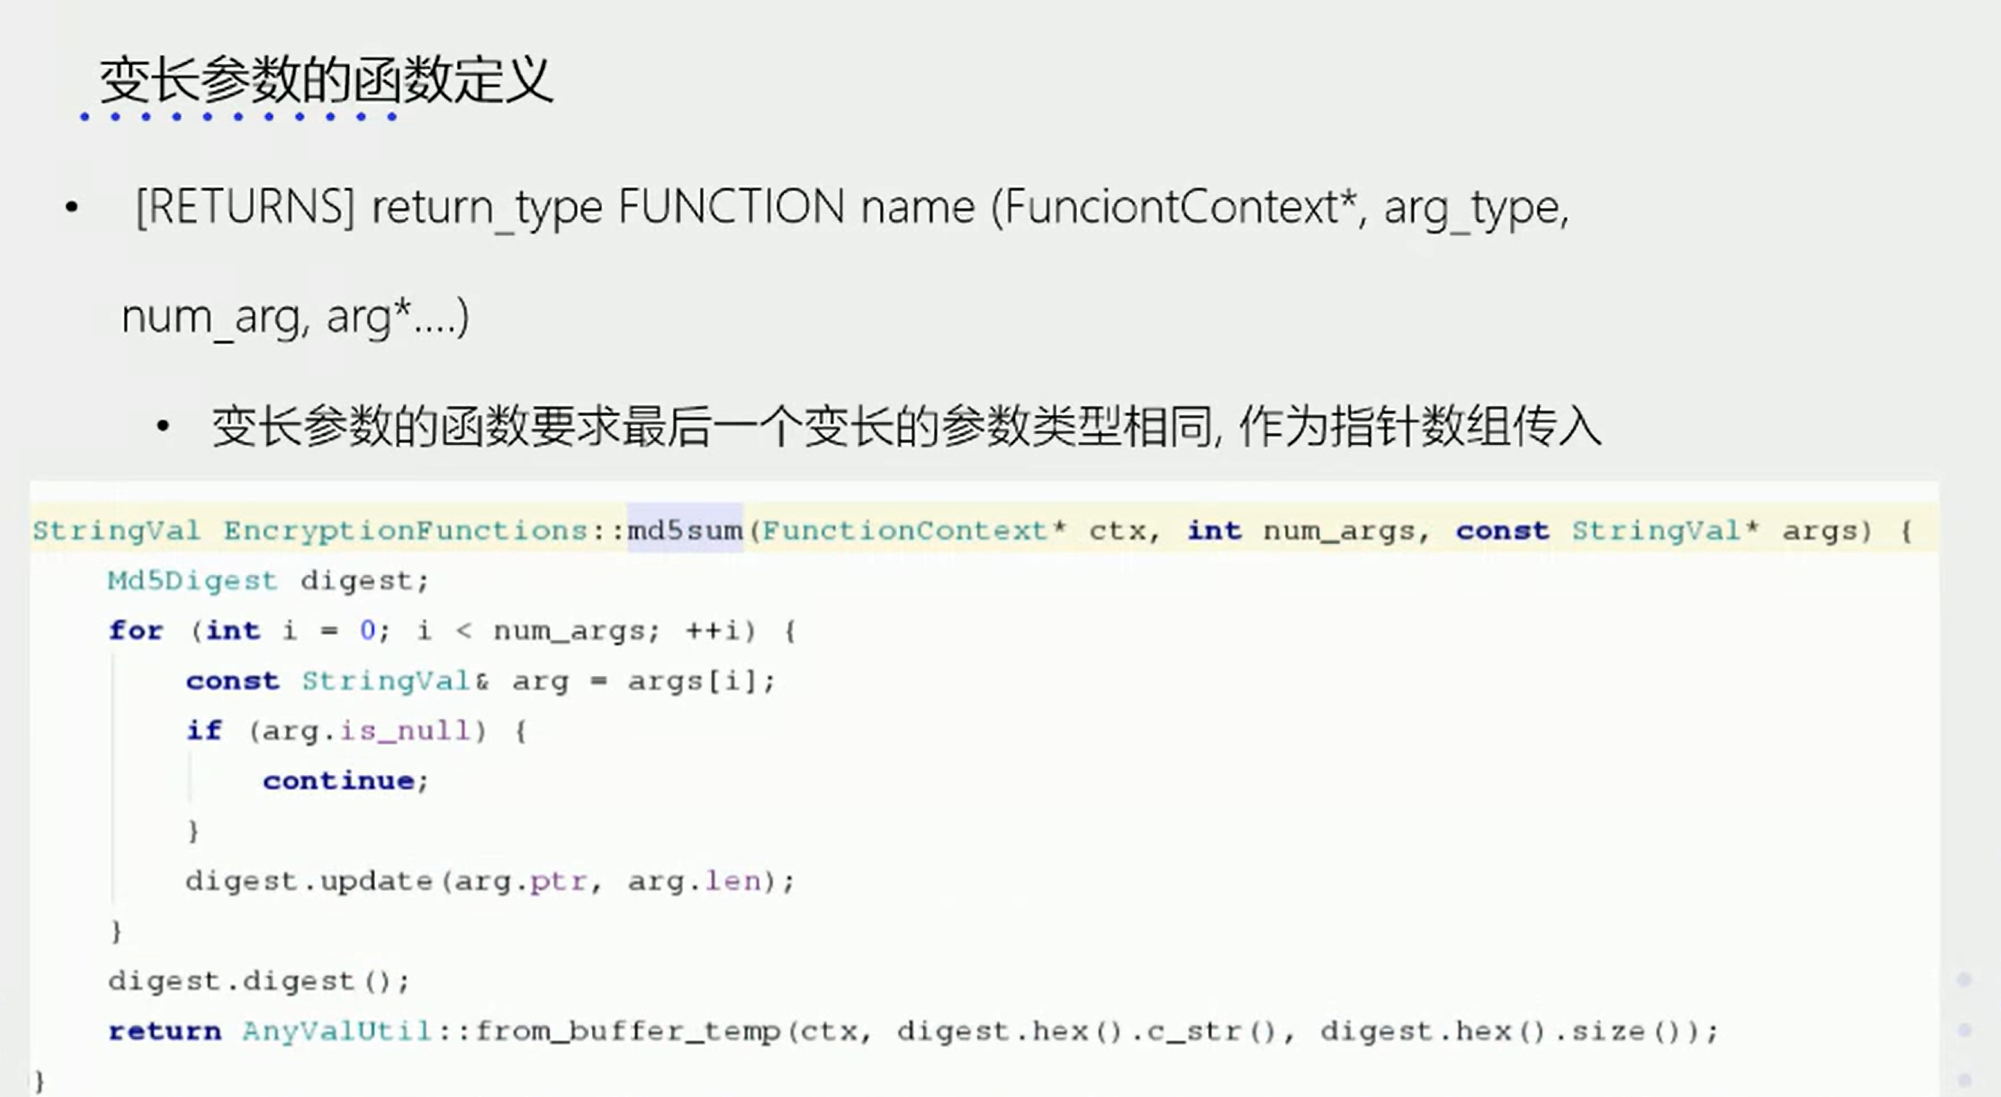 变长参数的函数定义
• [RETURNS] return_type FUNCTION name (FunciontContext*, arg_type,
num_arg, arg*....)
• 变长参数的函数要求最后一个变长的参数类型相同, 作为指针数组传入
StringVal EncryptionFunctions::md5sum(FunctionContext* ctx, int num_args, const StringVal* args) {
    Md5Digest digest;
    for (int i = 0; i < num_args; ++i) {
        const StringVal& arg = args[i];
        if (arg.is_null) {
            continue;
        }
        digest.update(arg.ptr, arg.len);
    }
    digest.digest();
    return AnyValUtil::from_buffer_temp(ctx, digest.hex().c_str(), digest.hex().size());
}